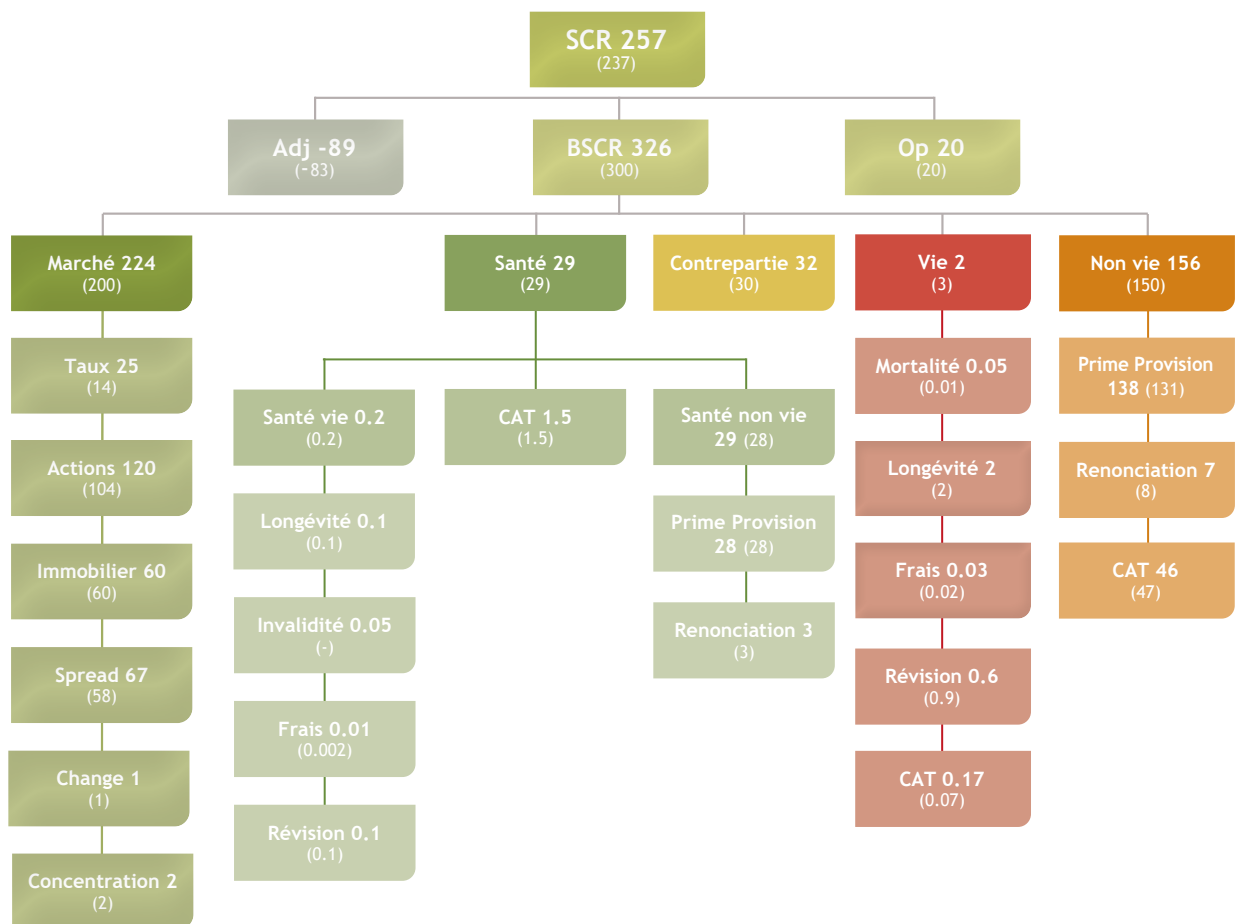 SCR 257
(237)
Adj -89
(-83)
BSCR 326
(300)
Op 20
(20)
Marché 224
(200)
Santé 29
(29)
Contrepartie 32
(30)
Vie 2
(3)
Non vie 156
(150)
Taux 25
(14)
Actions 120
(104)
Immobilier 60
(60)
Spread 67
(58)
Change 1
(1)
Concentration 2
(2)
Santé vie 0.2
(0.2)
Longévité 0.1
(0.1)
Invalidité 0.05
(-)
Frais 0.01
(0.002)
Révision 0.1
(0.1)
CAT 1.5
(1.5)
Santé non vie
29 (28)
Prime Provision
28 (28)
Renonciation 3
(3)
Mortalité 0.05
(0.01)
Longévité 2
(2)
Frais 0.03
(0.02)
Révision 0.6
(0.9)
CAT 0.17
(0.07)
Prime Provision
138 (131)
Renonciation 7
(8)
CAT 46
(47)